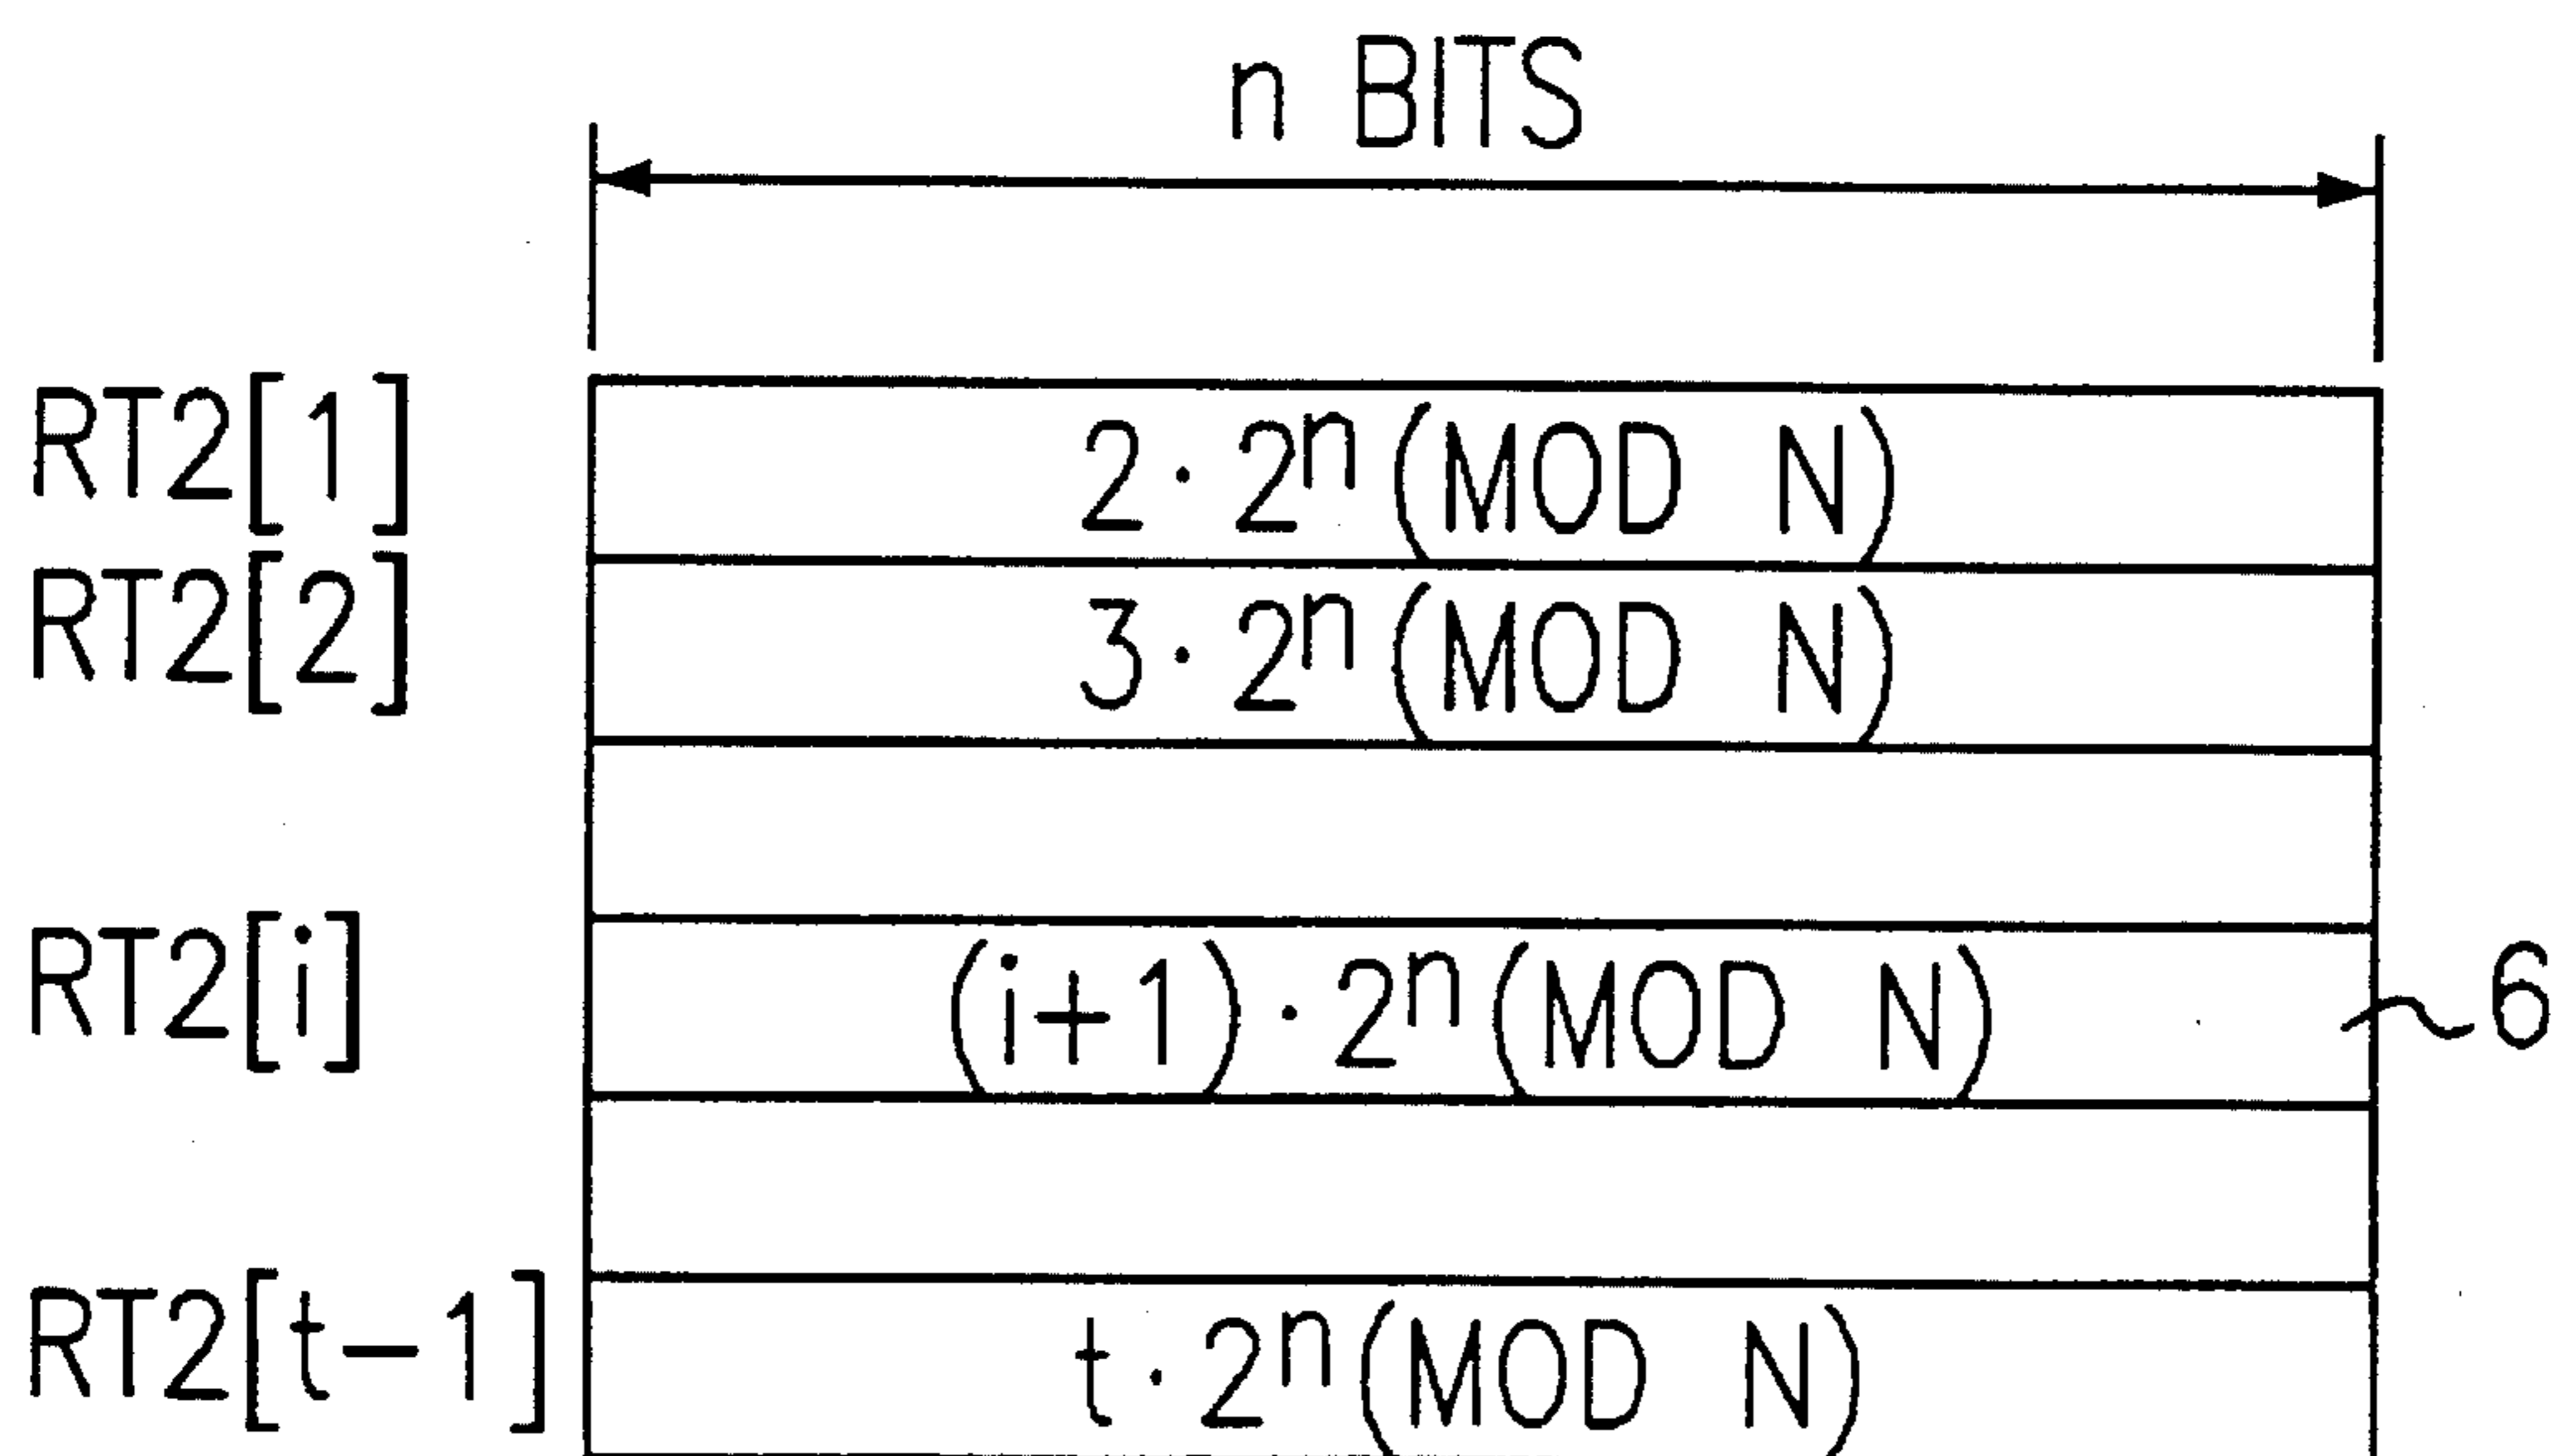 n BITS
RT2[1] 2·2ⁿ(MOD N)
RT2[2] 3·2ⁿ(MOD N)
RT2[i] (i+1)·2ⁿ(MOD N) 6
RT2[t-1] t·2ⁿ(MOD N)